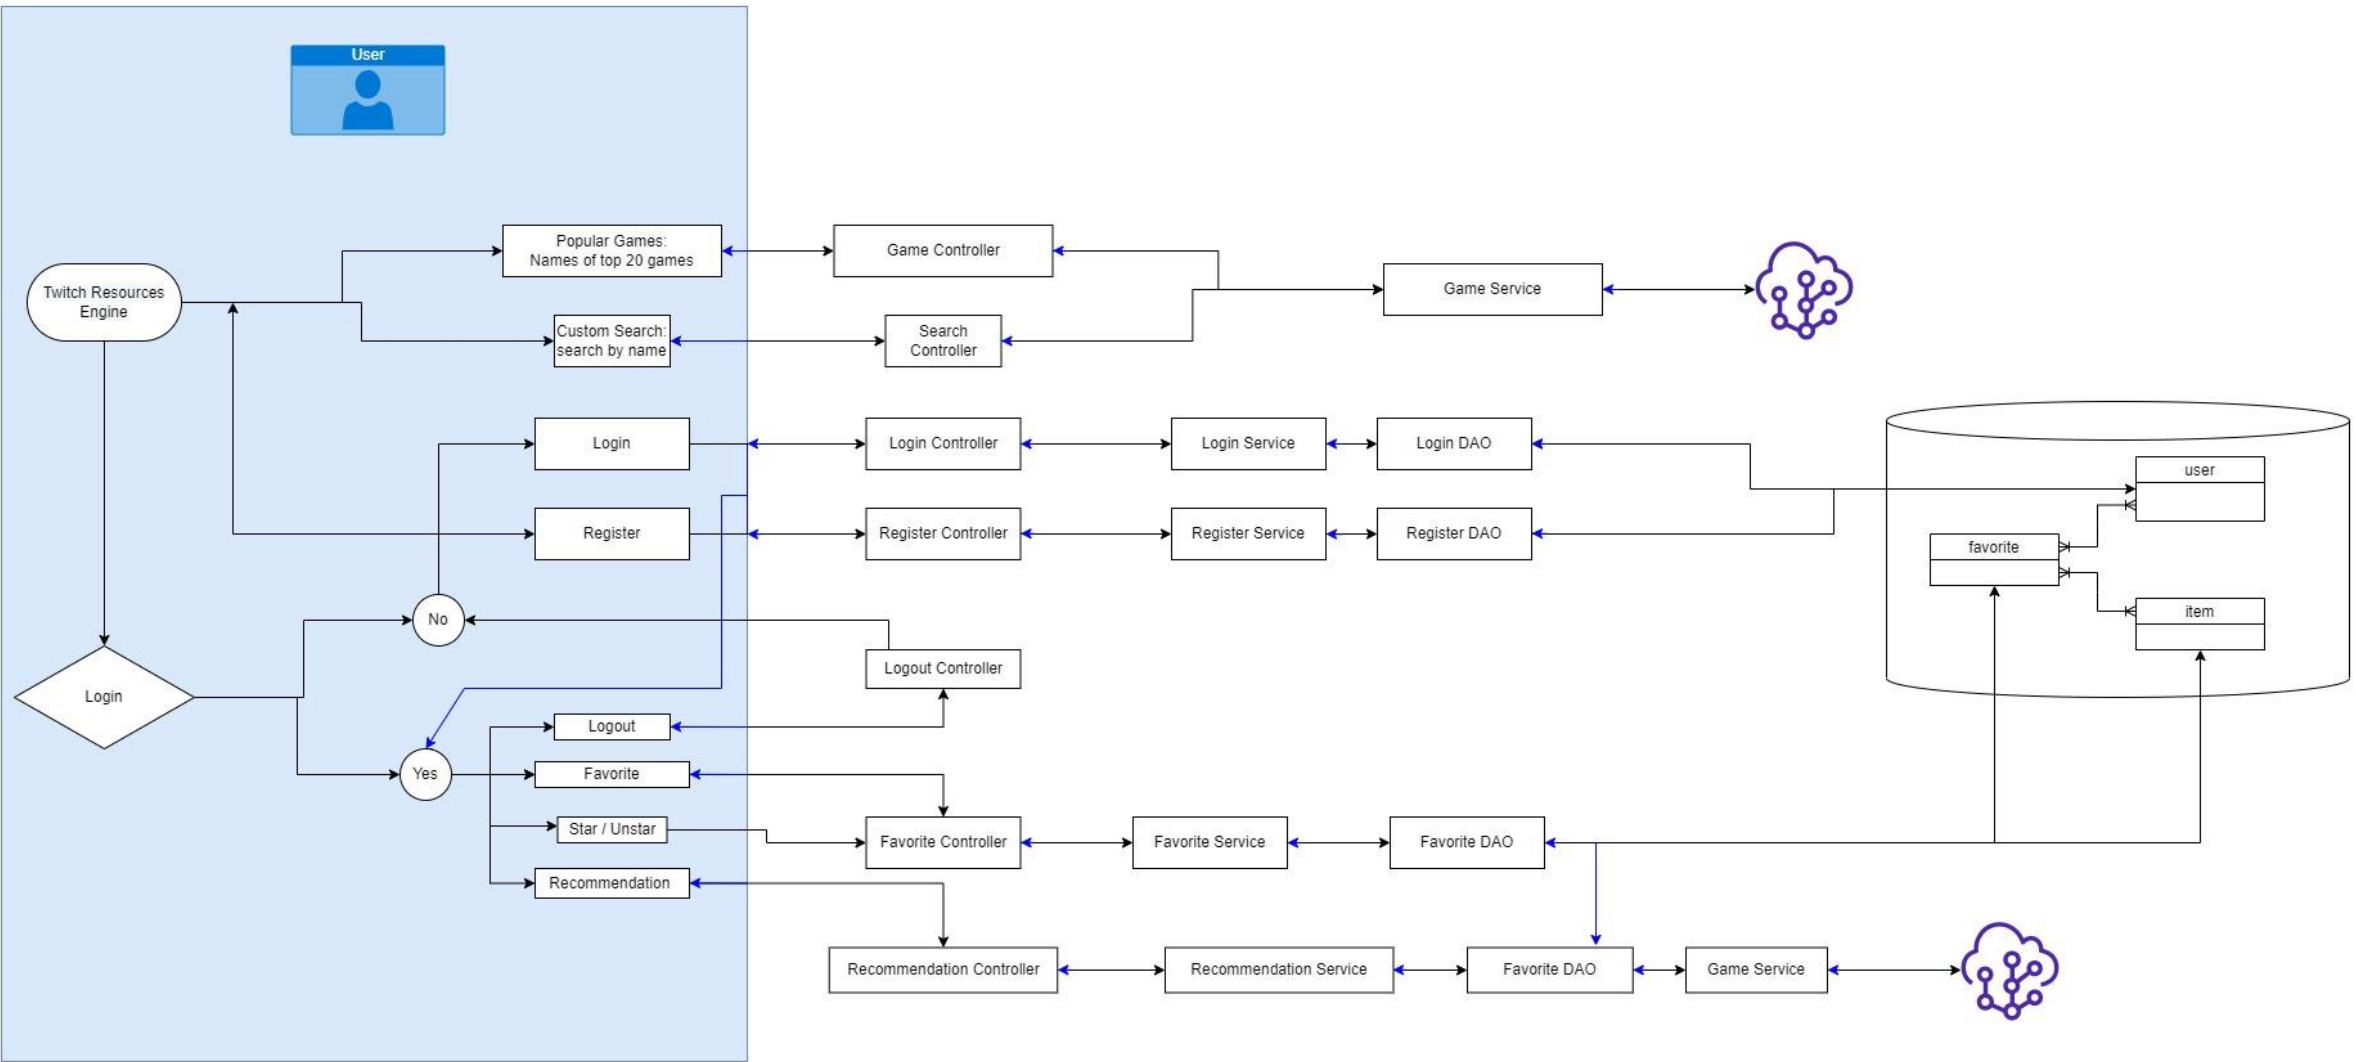 User
Popular Games:
Names of top 20 games
Game Controller
Twitch Resources
Engine
Game Service
Custom Search:
search by name
Search
Controller
Login
Login Controller
Login Service
Login DAO
user
Register
Register Controller
Register Service
Register DAO
favorite
item
No
Logout Controller
Login
Logout
Yes
Favorite
Star / Unstar
Favorite Controller
Favorite Service
Favorite DAO
Recommendation
Recommendation Controller
Recommendation Service
Favorite DAO
Game Service